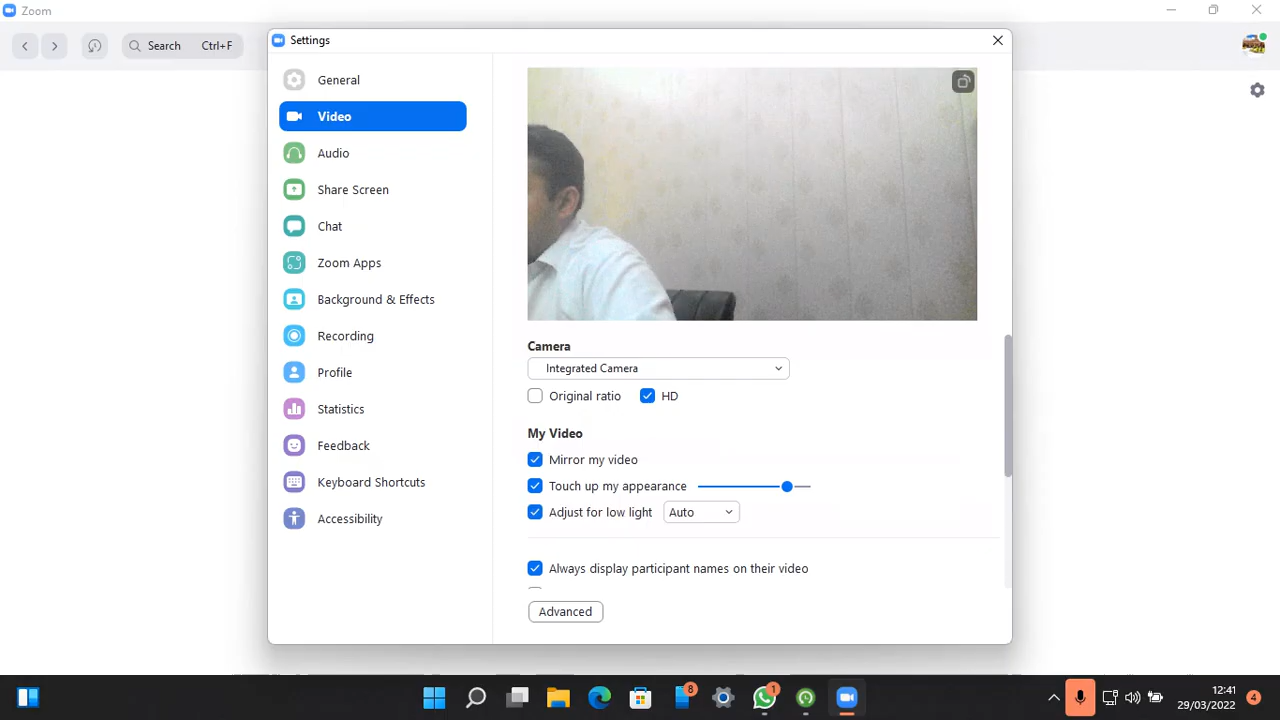 Zoom
Search Ctrl+F
Settings
General
Video
Audio
Share Screen
Chat
Zoom Apps
Background & Effects
Recording
Profile
Statistics
Feedback
Keyboard Shortcuts
Accessibility
Camera
Integrated Camera
Original ratio HD
My Video
Mirror my video
Touch up my appearance
Adjust for low light Auto
Always display participant names on their video
Advanced
8
1
12:41
29/03/2022
4